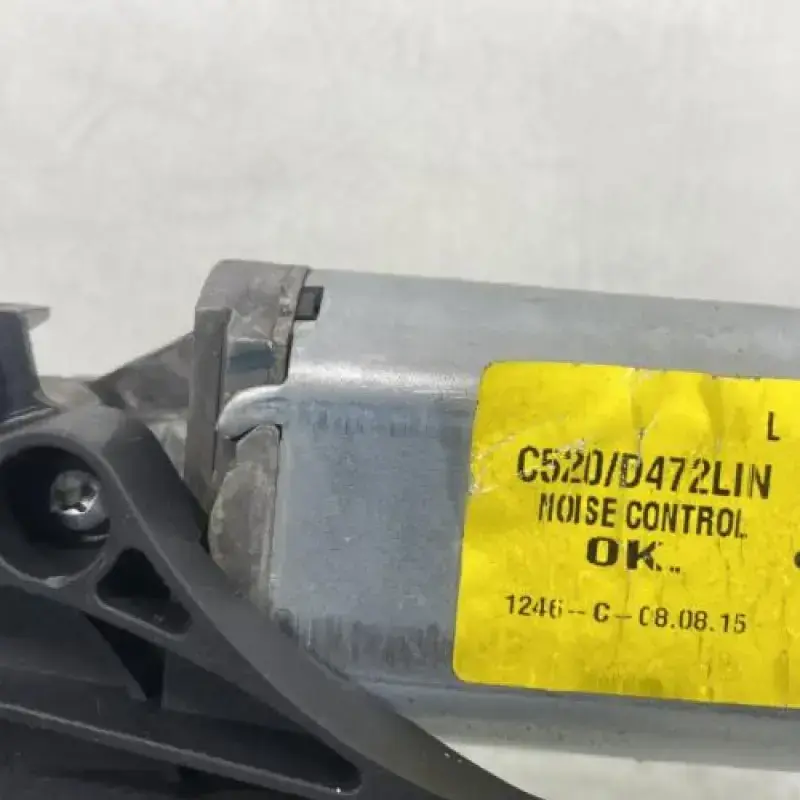 L
C520/D472LIN
NOISE CONTROL
OK..
1246-C-08.08.15